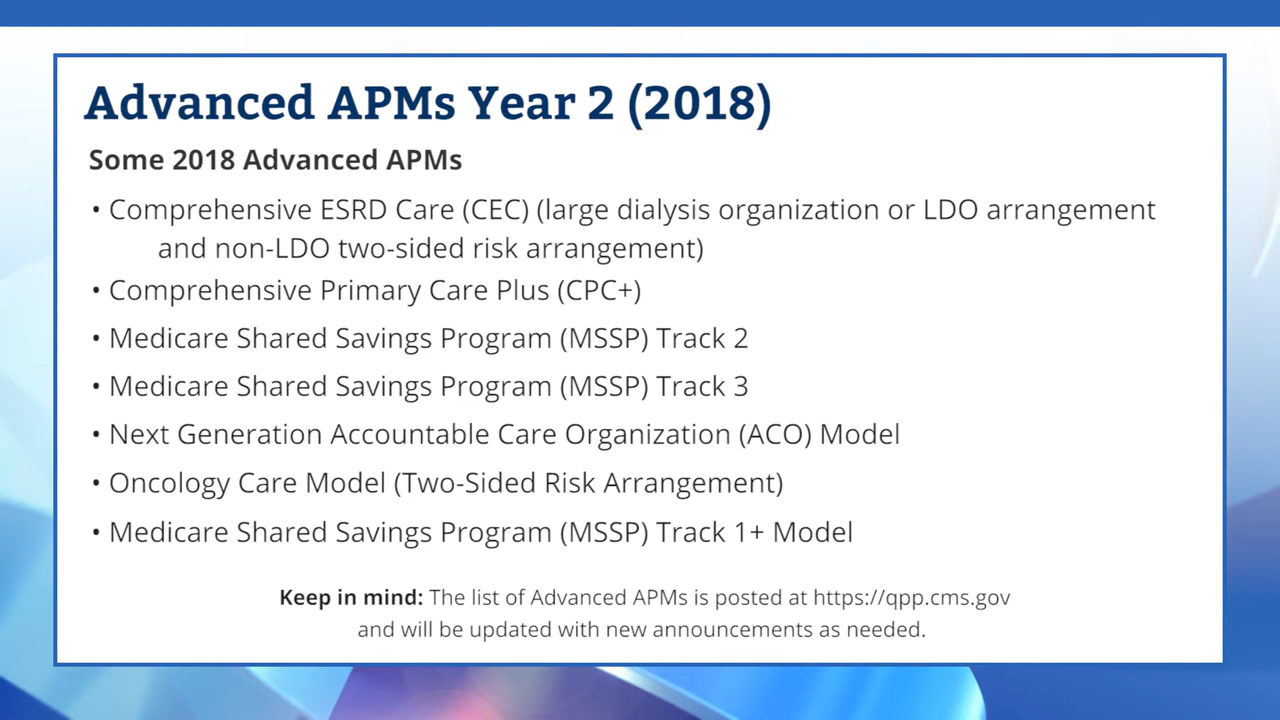 Advanced APMs Year 2 (2018)
Some 2018 Advanced APMs
• Comprehensive ESRD Care (CEC) (large dialysis organization or LDO arrangement
and non-LDO two-sided risk arrangement)
• Comprehensive Primary Care Plus (CPC+)
• Medicare Shared Savings Program (MSSP) Track 2
• Medicare Shared Savings Program (MSSP) Track 3
• Next Generation Accountable Care Organization (ACO) Model
• Oncology Care Model (Two-Sided Risk Arrangement)
• Medicare Shared Savings Program (MSSP) Track 1+ Model
Keep in mind: The list of Advanced APMs is posted at https://qpp.cms.gov
and will be updated with new announcements as needed.